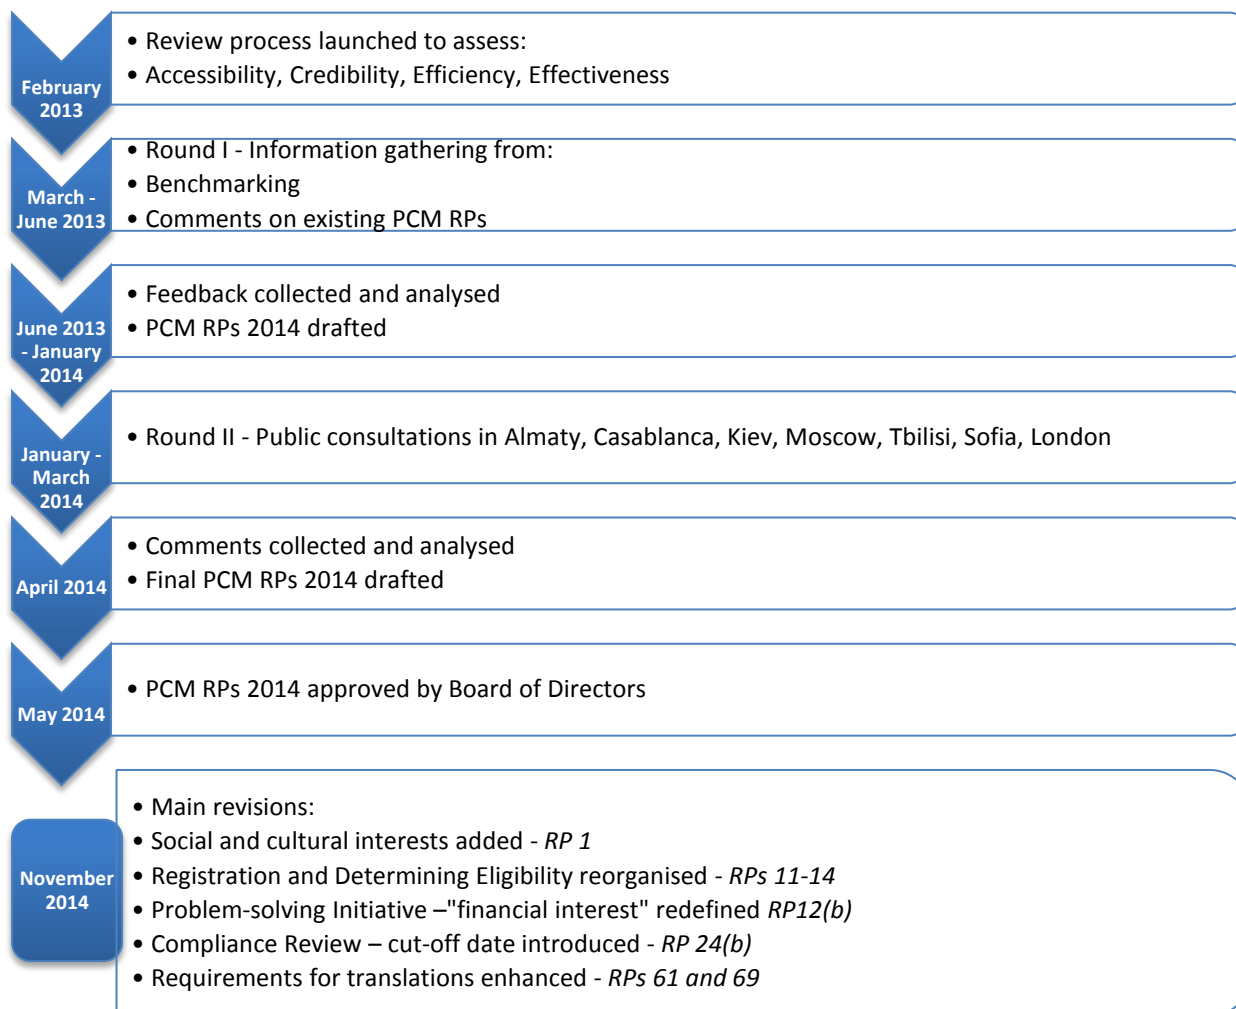 February
2013
• Review process launched to assess:
• Accessibility, Credibility, Efficiency, Effectiveness
March -
June 2013
• Round I - Information gathering from:
• Benchmarking
• Comments on existing PCM RPs
June 2013
- January
2014
• Feedback collected and analysed
• PCM RPs 2014 drafted
January -
March
2014
• Round II - Public consultations in Almaty, Casablanca, Kiev, Moscow, Tbilisi, Sofia, London
April 2014
• Comments collected and analysed
• Final PCM RPs 2014 drafted
May 2014
• PCM RPs 2014 approved by Board of Directors
November
2014
• Main revisions:
• Social and cultural interests added - RP 1
• Registration and Determining Eligibility reorganised - RPs 11-14
• Problem-solving Initiative –"financial interest" redefined RP12(b)
• Compliance Review – cut-off date introduced - RP 24(b)
• Requirements for translations enhanced - RPs 61 and 69